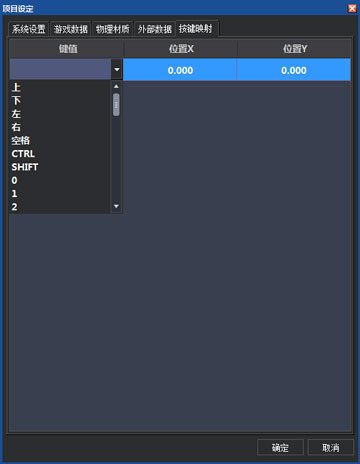 项目设定
系统设置 游戏数据 物理材质 外部数据 按键映射
键值 位置X 位置Y
0.000 0.000
上
下
左
右
空格
CTRL
SHIFT
0
1
2
确定 取消